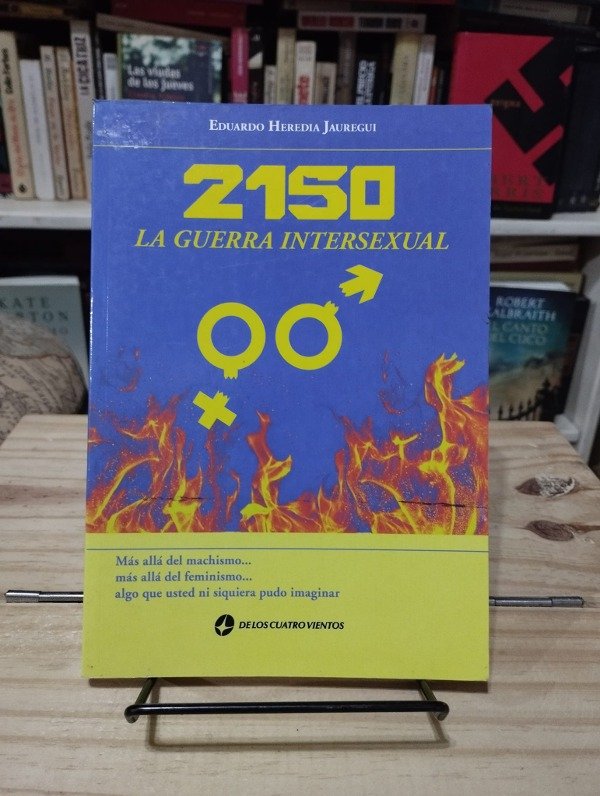 Eduardo Heredia Jauregui
2150
LA GUERRA INTERSEXUAL
Más allá del machismo...
más allá del feminismo...
algo que usted ni siquiera pudo imaginar
DE LOS CUATRO VIENTOS
Las viudas
de los jueves
LA CICATRIZ
KATE
ROBERT
GALBRAITH
EL CANTO
DEL CUCO